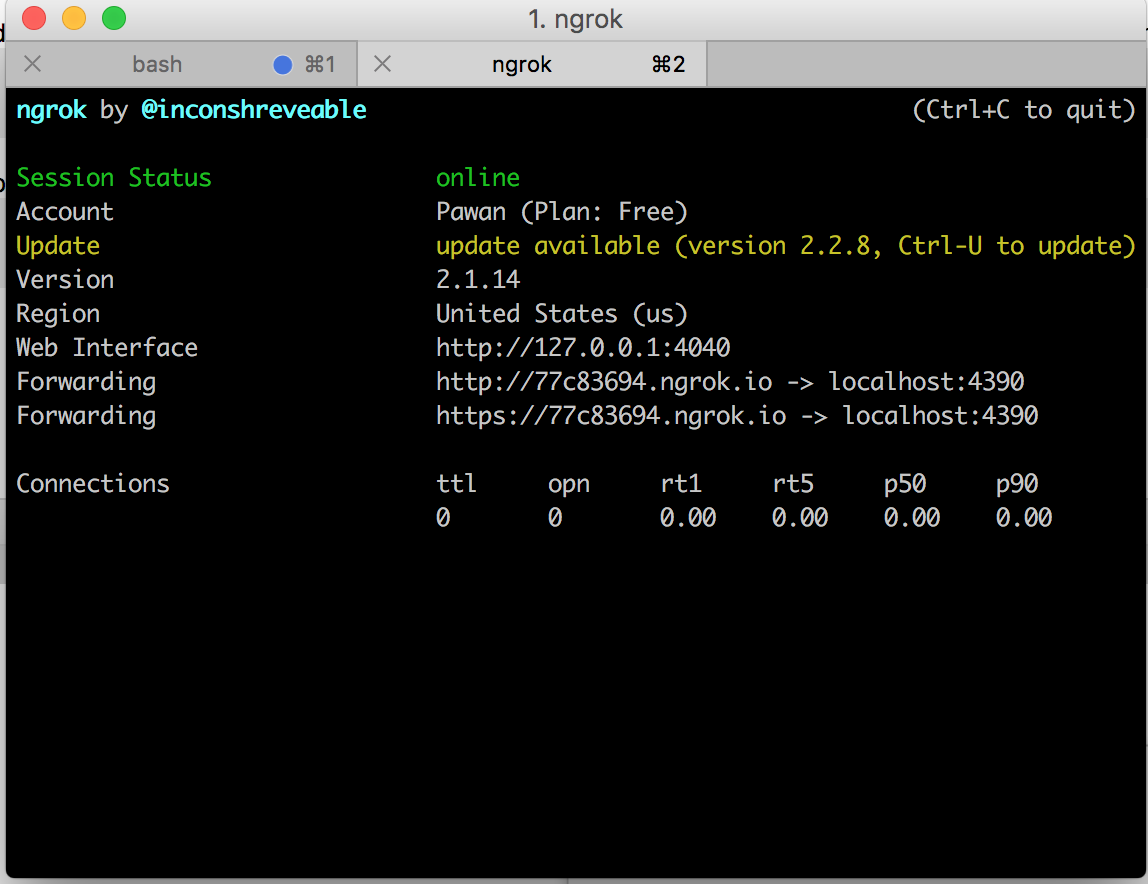 1. ngrok
bash ⌘1 ngrok ⌘2
ngrok by @inconshreveable (Ctrl+C to quit)
Session Status online
Account Pawan (Plan: Free)
Update update available (version 2.2.8, Ctrl-U to update)
Version 2.1.14
Region United States (us)
Web Interface http://127.0.0.1:4040
Forwarding http://77c83694.ngrok.io -> localhost:4390
Forwarding https://77c83694.ngrok.io -> localhost:4390
Connections ttl opn rt1 rt5 p50 p90
0 0 0.00 0.00 0.00 0.00